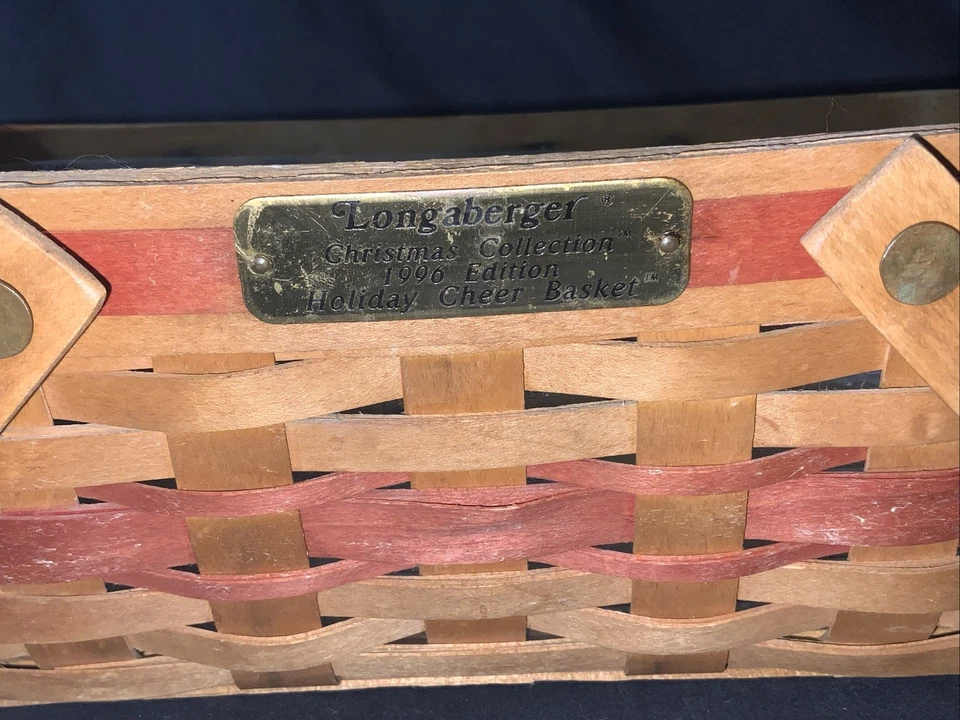 Longaberger®
Christmas Collection™
1996 Edition
Holiday Cheer Basket™